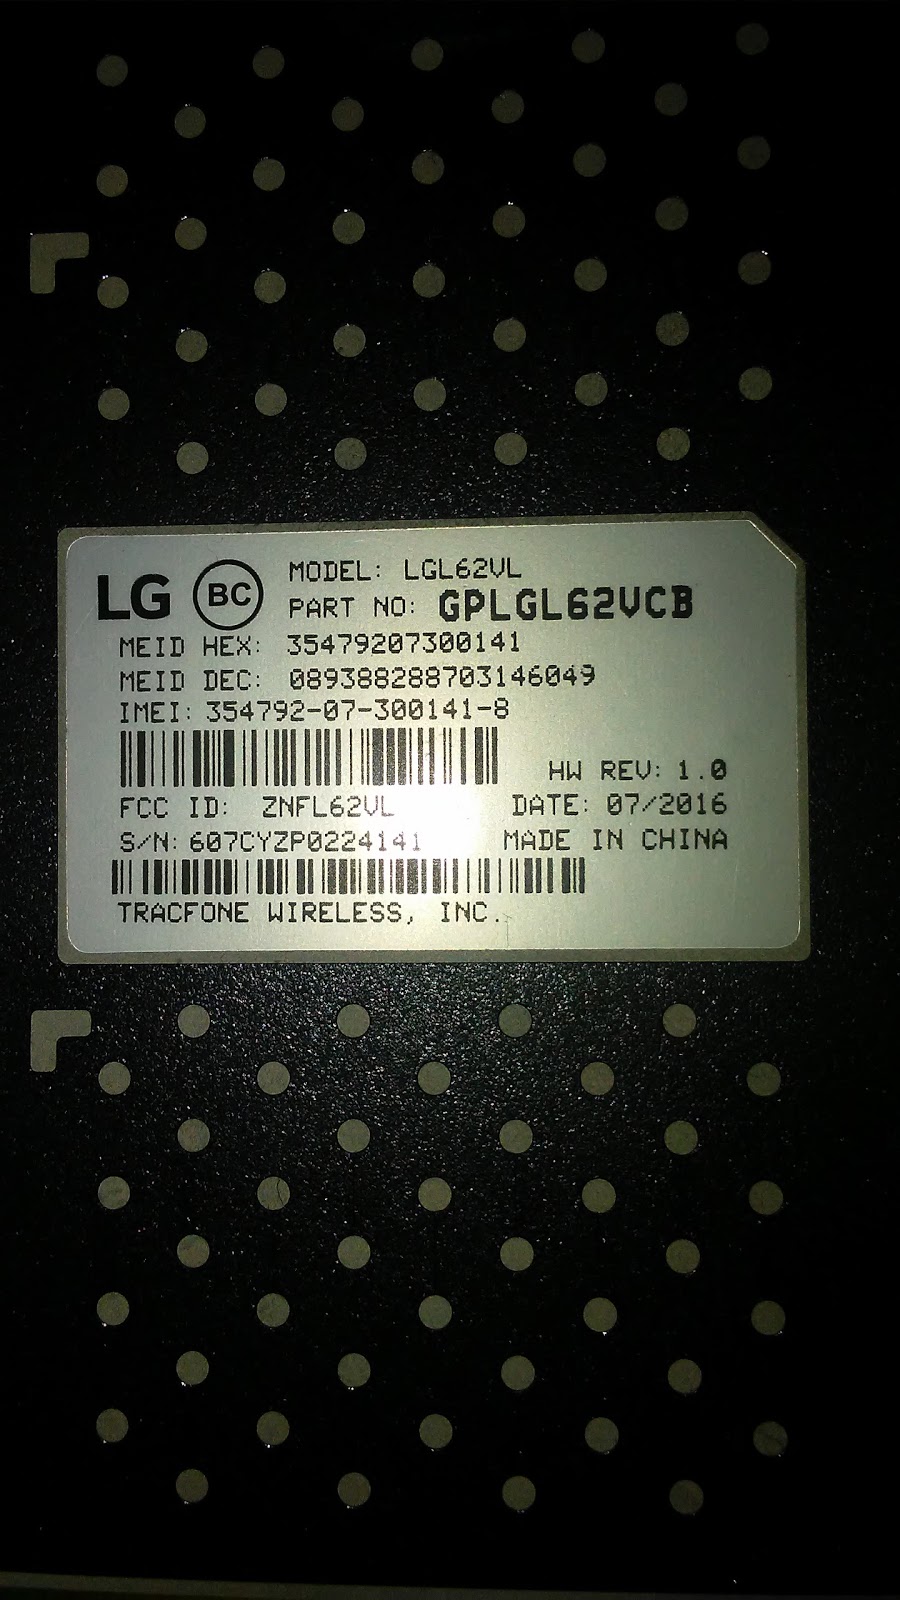 LG BC MODEL: LGL62VL
PART NO: GPLGL62VCB
MEID HEX: 35479207300141
MEID DEC: 089388288703146049
IMEI: 354792-07-300141-8
HW REV: 1.0
FCC ID: ZNFL62VL DATE: 07/2016
S/N: 607CYZP0224141 MADE IN CHINA
TRACFONE WIRELESS, INC.